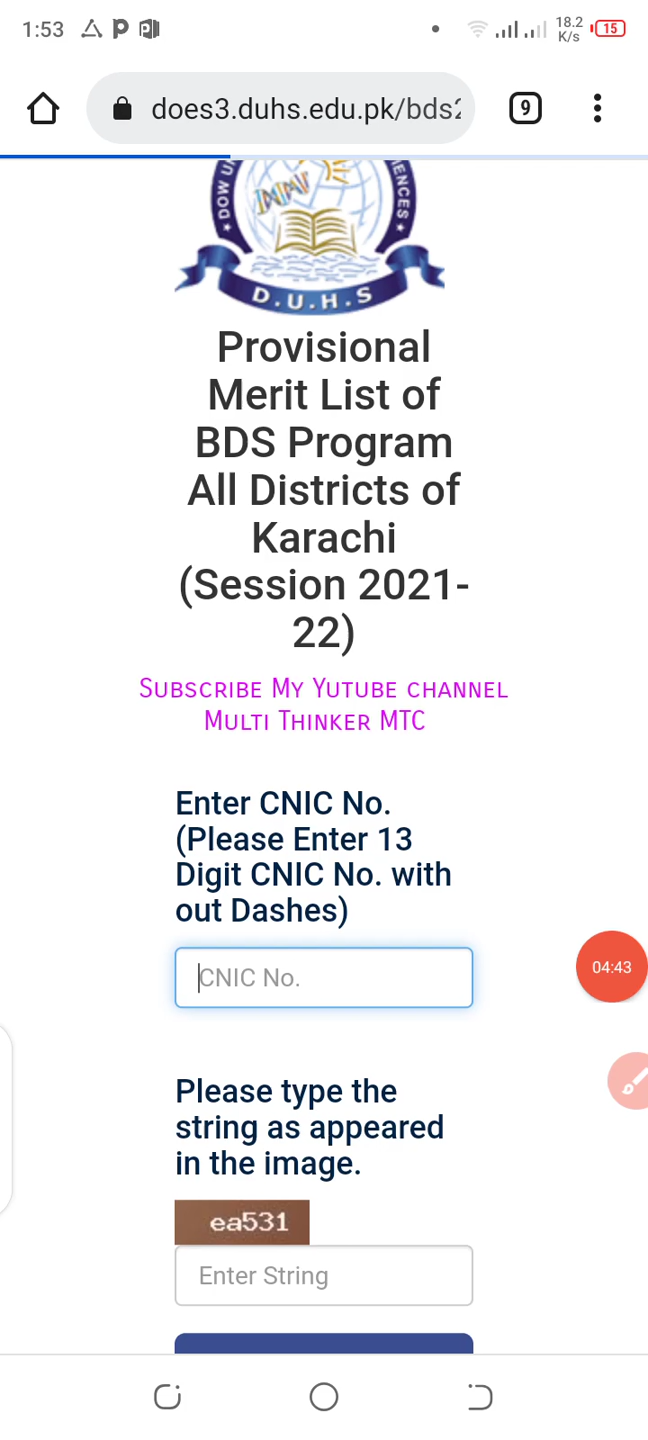 1:53
18.2
K/s
15
does3.duhs.edu.pk/bds
9
DOW U
ENCES
D.U.H.S
Provisional
Merit List of
BDS Program
All Districts of
Karachi
(Session 2021-
22)
Subscribe My Yutube channel
Multi Thinker MTC
Enter CNIC No.
(Please Enter 13
Digit CNIC No. with
out Dashes)
CNIC No.
04:43
Please type the
string as appeared
in the image.
ea531
Enter String